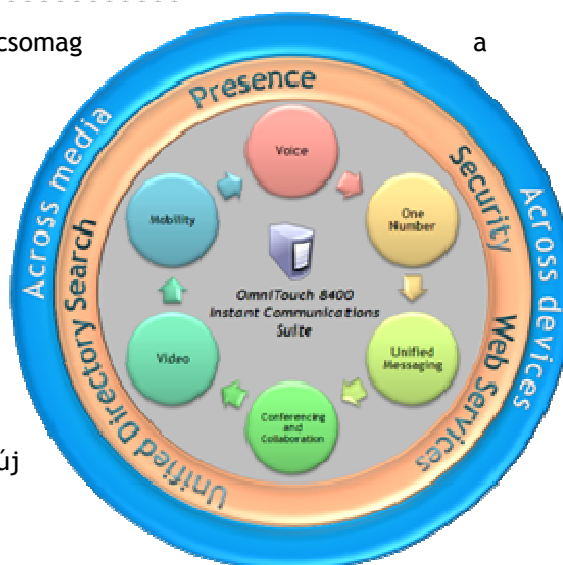 csomag a
Across media
Across devices
Presence
Security
Web Services
Unified Directory Search
Voice
One
Number
Unified
Messaging
Conferencing
and
Collaboration
Video
Mobility
OmniTouch 8400
Instant Communications
Suite
új